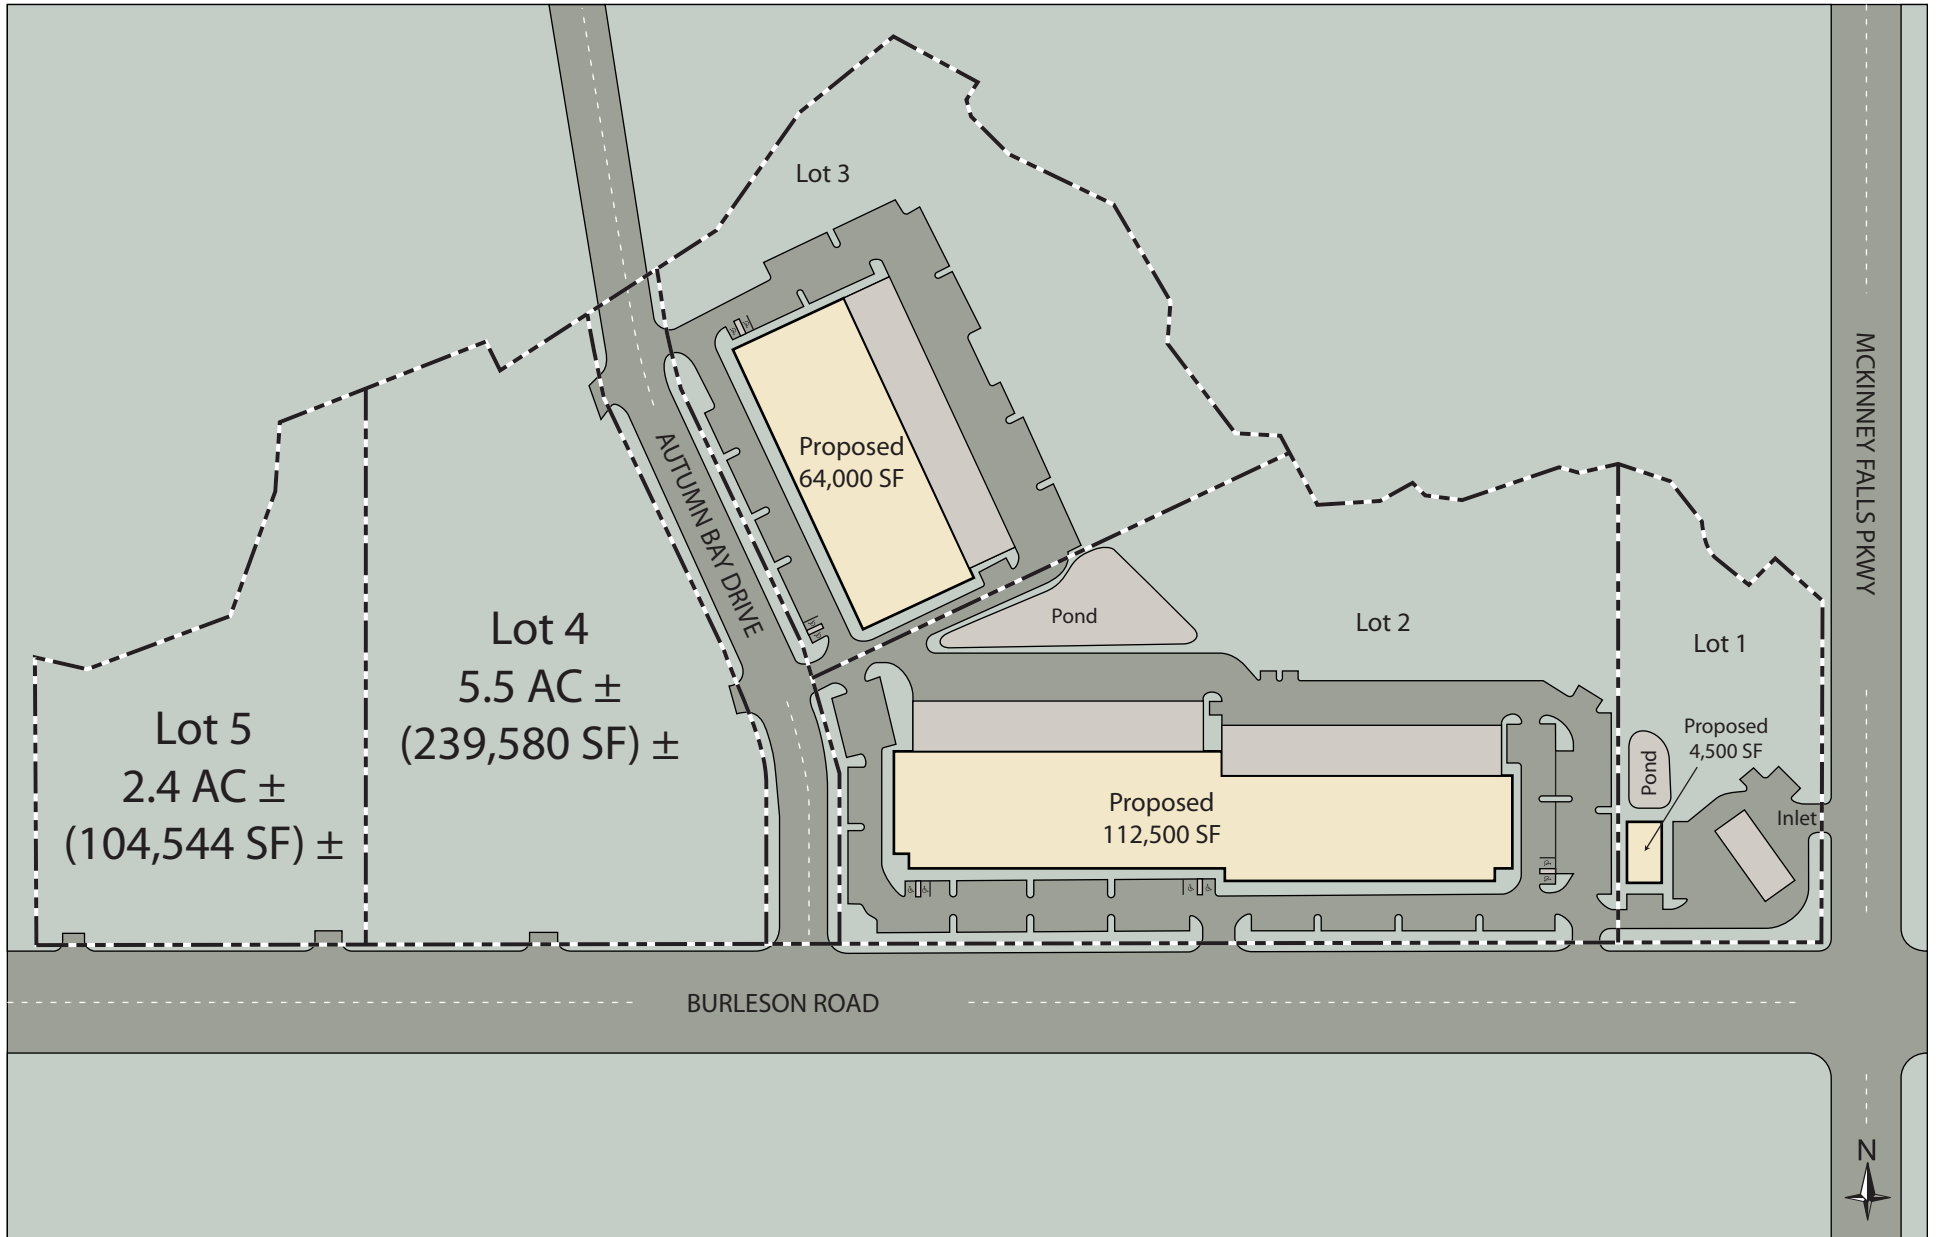 Lot 3
MCKINNEY FALLS PKWY
Proposed
64,000 SF
AUTUMN BAY DRIVE
Lot 4
5.5 AC ±
(239,580 SF) ±
Pond
Lot 2
Lot 1
Lot 5
2.4 AC ±
(104,544 SF) ±
Proposed
4,500 SF
Pond
Proposed
112,500 SF
Inlet
BURLESON ROAD
N